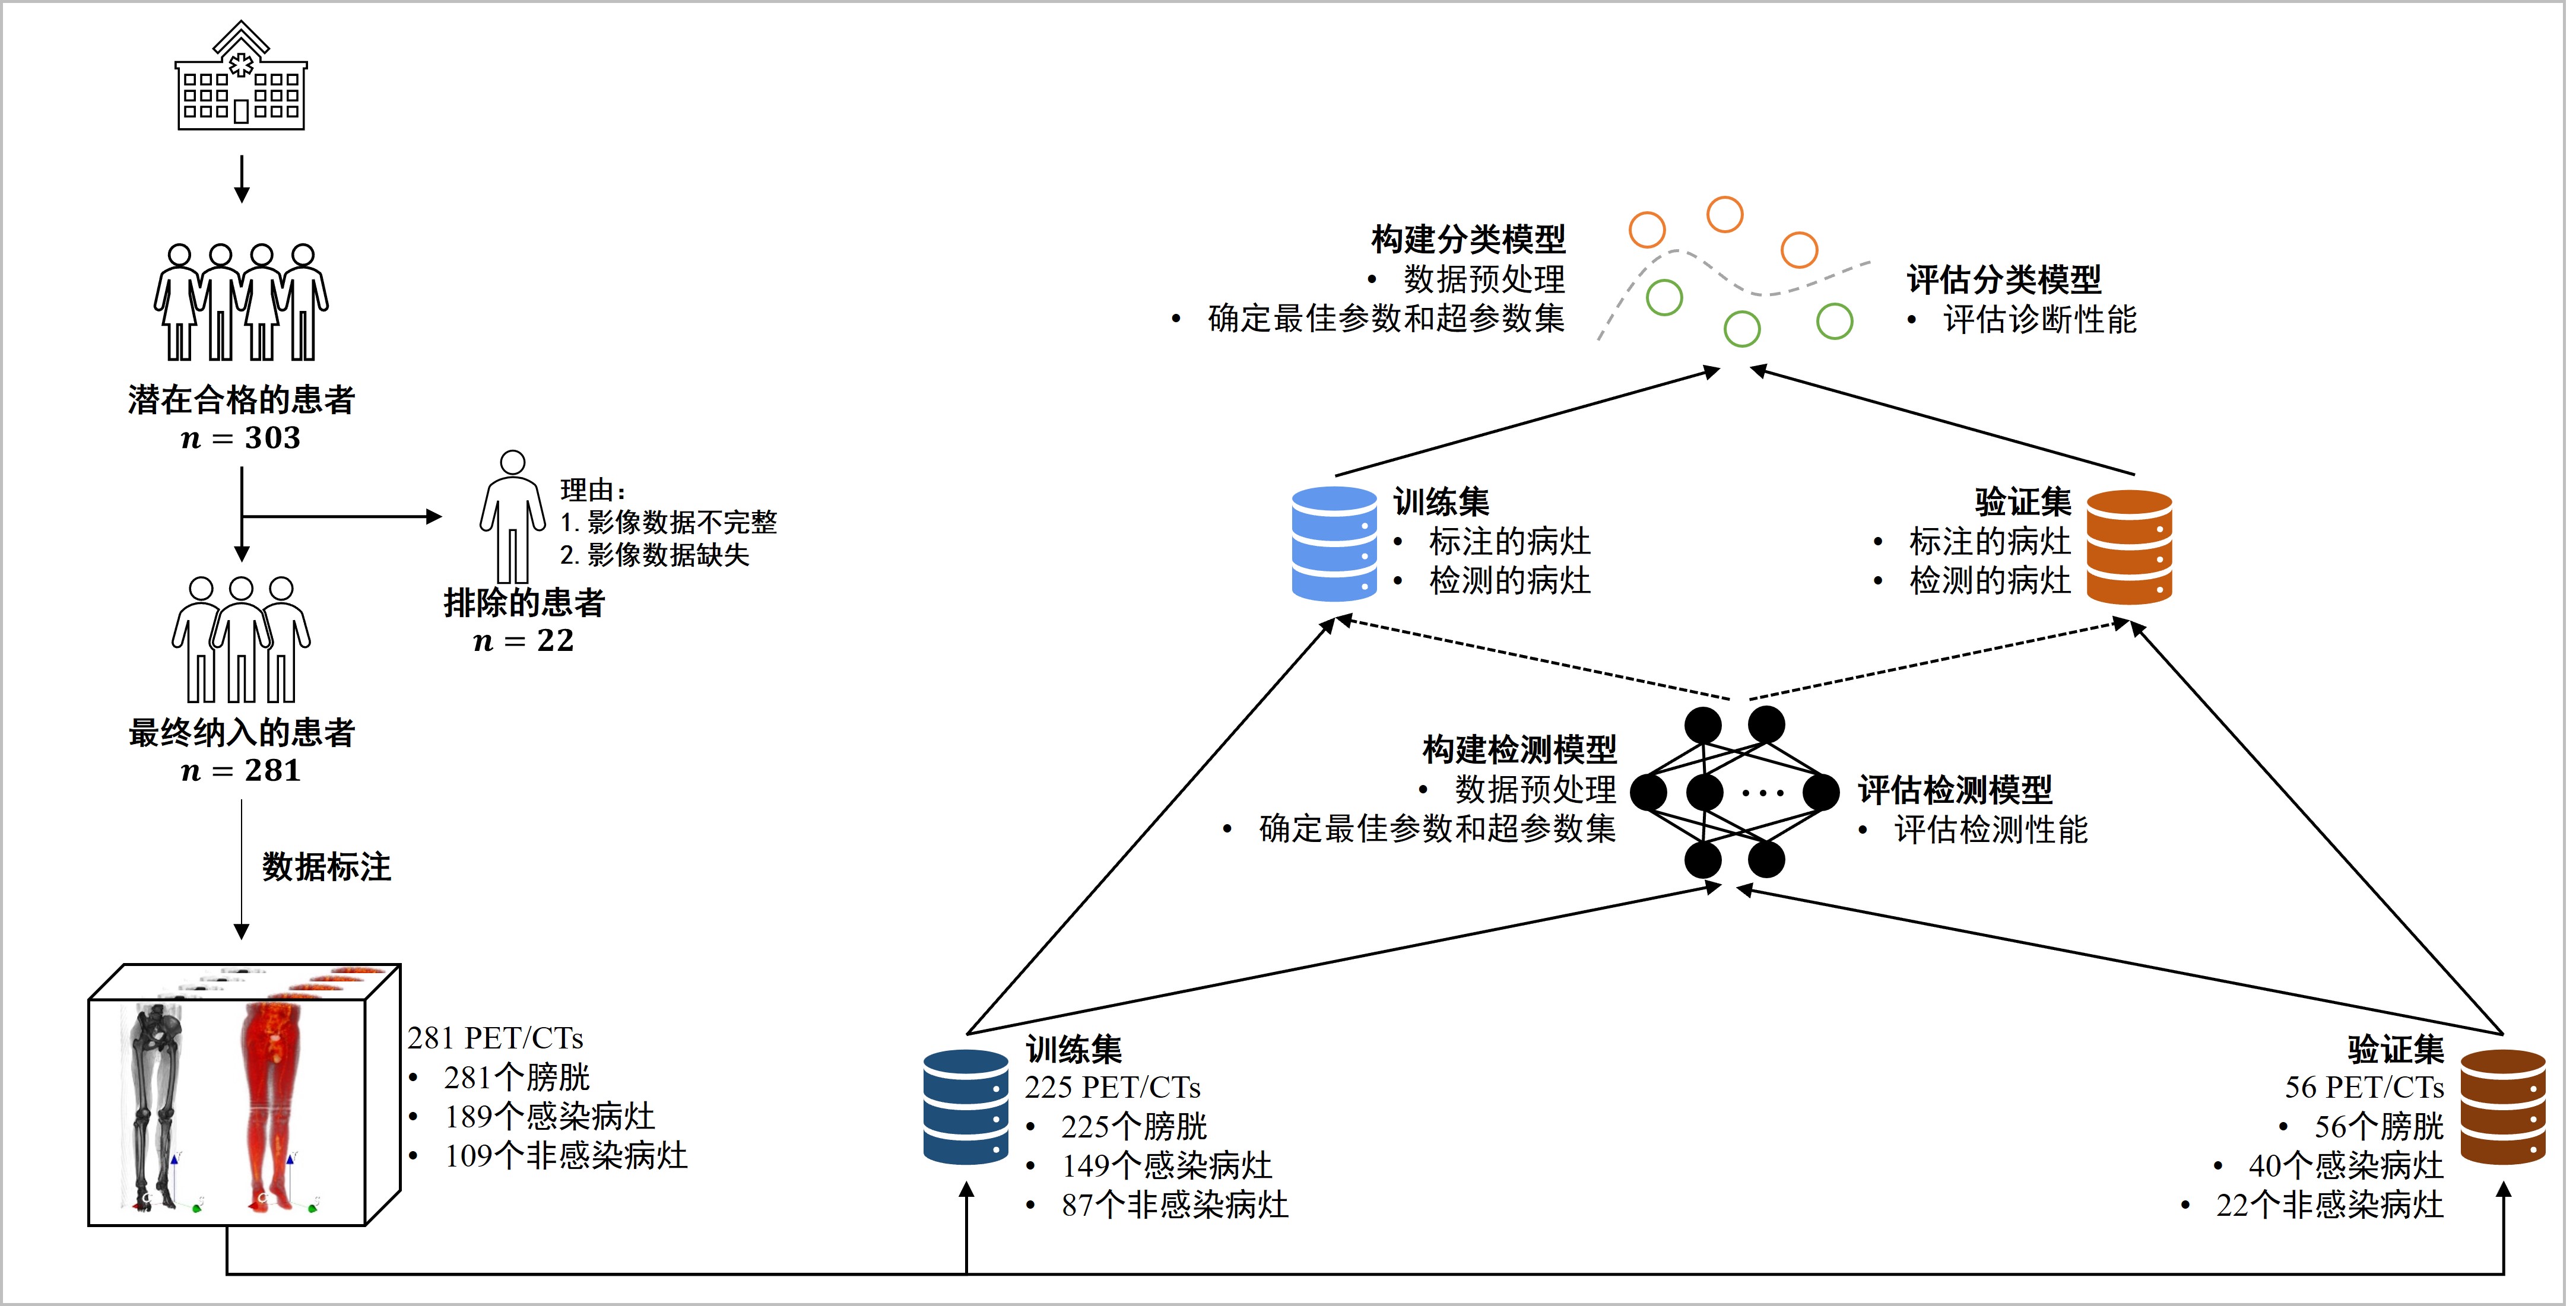 潜在合格的患者
n = 303
理由：
1. 影像数据不完整
2. 影像数据缺失
排除的患者
n = 22
最终纳入的患者
n = 281
数据标注
281 PET/CTs
• 281个膀胱
• 189个感染病灶
• 109个非感染病灶
训练集
225 PET/CTs
• 225个膀胱
• 149个感染病灶
• 87个非感染病灶
验证集
56 PET/CTs
• 56个膀胱
• 40个感染病灶
• 22个非感染病灶
构建检测模型
• 数据预处理
• 确定最佳参数和超参数集
评估检测模型
• 评估检测性能
训练集
• 标注的病灶
• 检测的病灶
验证集
• 标注的病灶
• 检测的病灶
构建分类模型
• 数据预处理
• 确定最佳参数和超参数集
评估分类模型
• 评估诊断性能